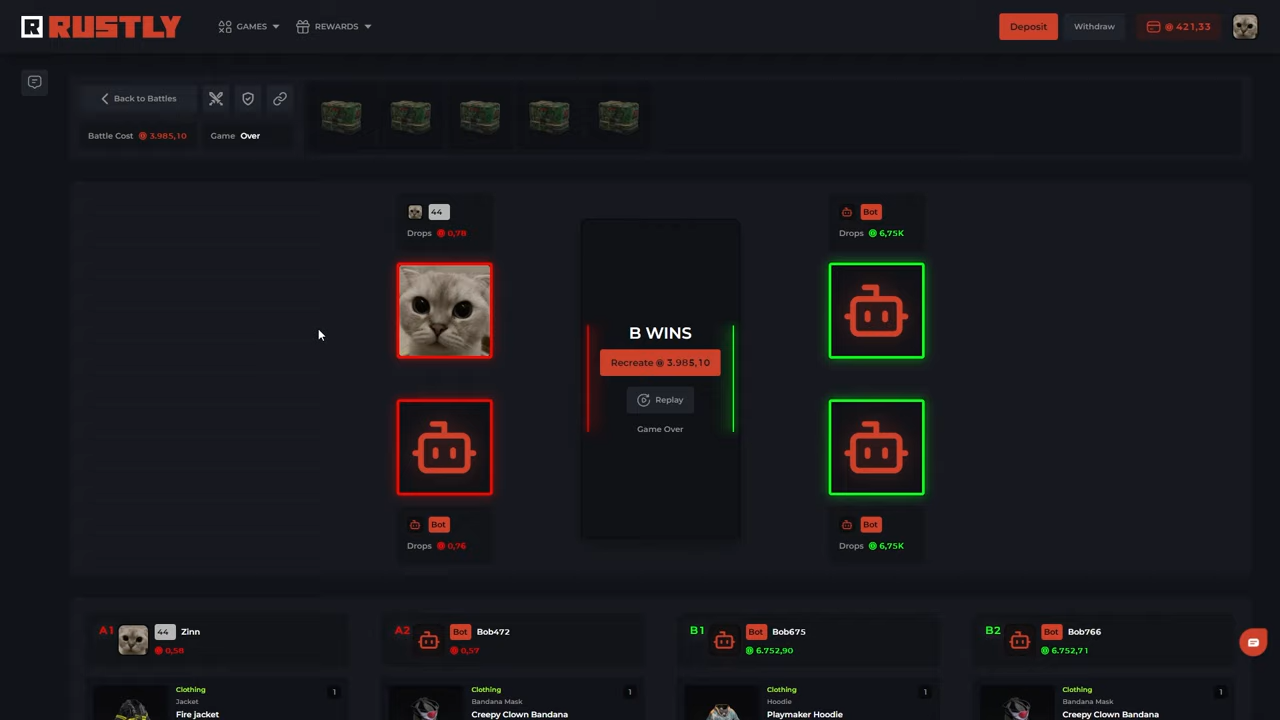 R RUSTLY
GAMES
REWARDS
Deposit
Withdraw
421,33
Back to Battles
Battle Cost 3.985,10
Game Over
44
Drops 0,78
Bot
Drops 6,75K
B WINS
Recreate 3.985,10
Replay
Game Over
Bot
Drops 0,76
Bot
Drops 6,75K
A1 44 Zinn
0,58
A2 Bot Bob472
0,57
B1 Bot Bob675
6.752,90
B2 Bot Bob766
6.752,71
Clothing 1
Jacket
Fire jacket
Clothing 1
Bandana Mask
Creepy Clown Bandana
Clothing 1
Hoodie
Playmaker Hoodie
Clothing 1
Bandana Mask
Creepy Clown Bandana